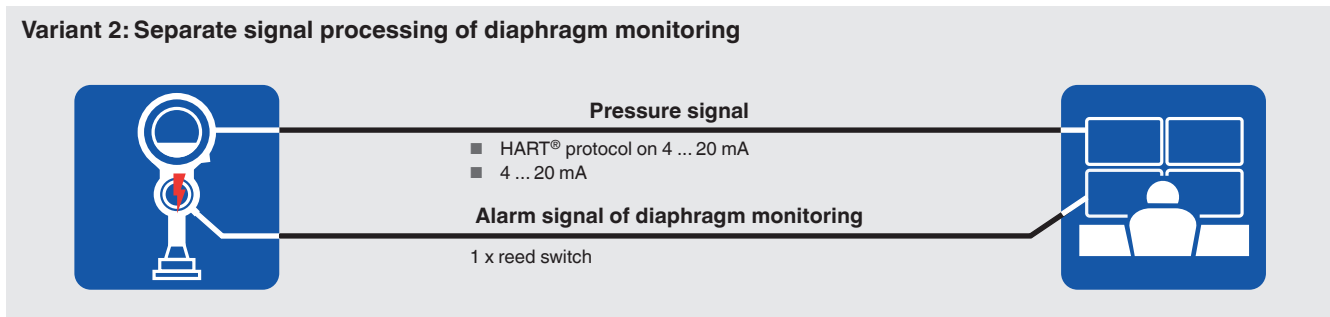 Variant 2: Separate signal processing of diaphragm monitoring
Pressure signal
■ HART® protocol on 4 ... 20 mA
■ 4 ... 20 mA
Alarm signal of diaphragm monitoring
1 x reed switch